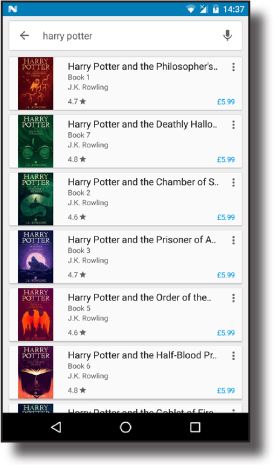 14:37
harry potter
HARRY
POTTER
Harry Potter and the Philosopher's..
Book 1
J.K. Rowling
4.7★
£5.99
HARRY
POTTER
Harry Potter and the Deathly Hallo..
Book 7
J.K. Rowling
4.8★
£5.99
HARRY
POTTER
Harry Potter and the Chamber of S..
Book 2
J.K. Rowling
4.6★
£5.99
HARRY
POTTER
Harry Potter and the Prisoner of A..
Book 3
J.K. Rowling
4.7★
£5.99
HARRY
POTTER
Harry Potter and the Order of the..
Book 5
J.K. Rowling
4.6★
£5.99
HARRY
POTTER
Harry Potter and the Half-Blood Pr..
Book 6
J.K. Rowling
4.8★
£5.99
Harry Potter and the Goblet of Fire